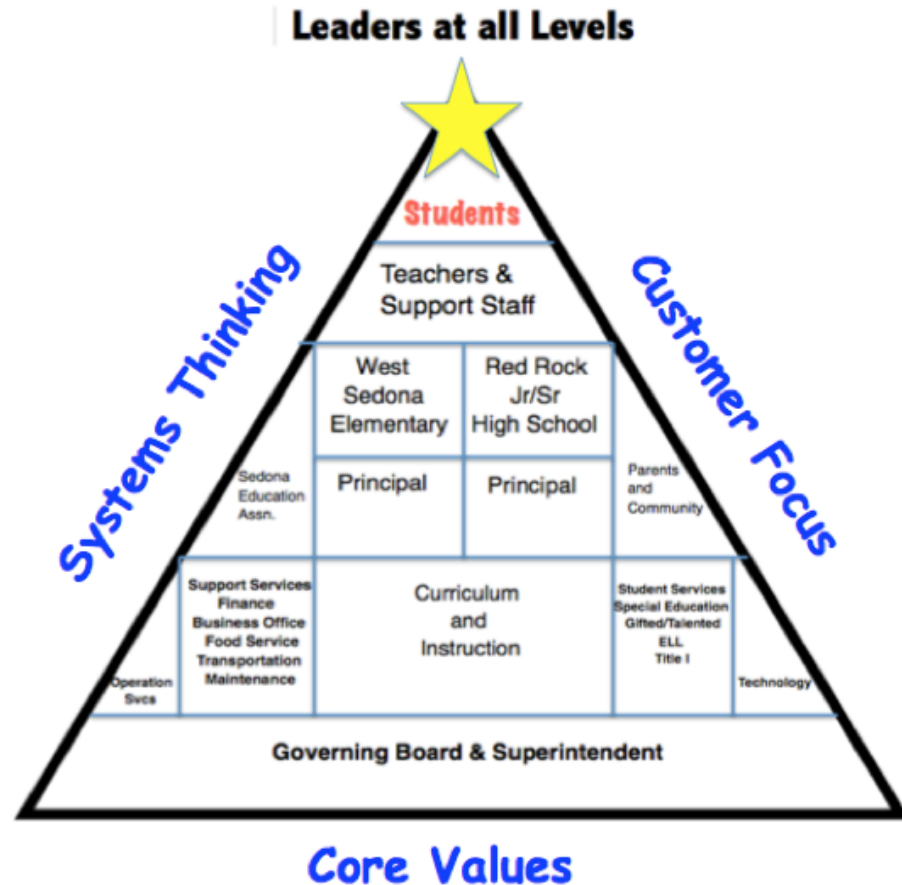 Leaders at all Levels
Students
Teachers &
Support Staff
West
Sedona
Elementary
Red Rock
Jr/Sr
High School
Systems Thinking
Customer Focus
Sedona
Education
Assn.
Principal
Principal
Parents
and
Community
Operation
Svcs
Support Services
Finance
Business Office
Food Service
Transportation
Maintenance
Curriculum
and
Instruction
Student Services
Special Education
Gifted/Talented
ELL
Title I
Technology
Governing Board & Superintendent
Core Values